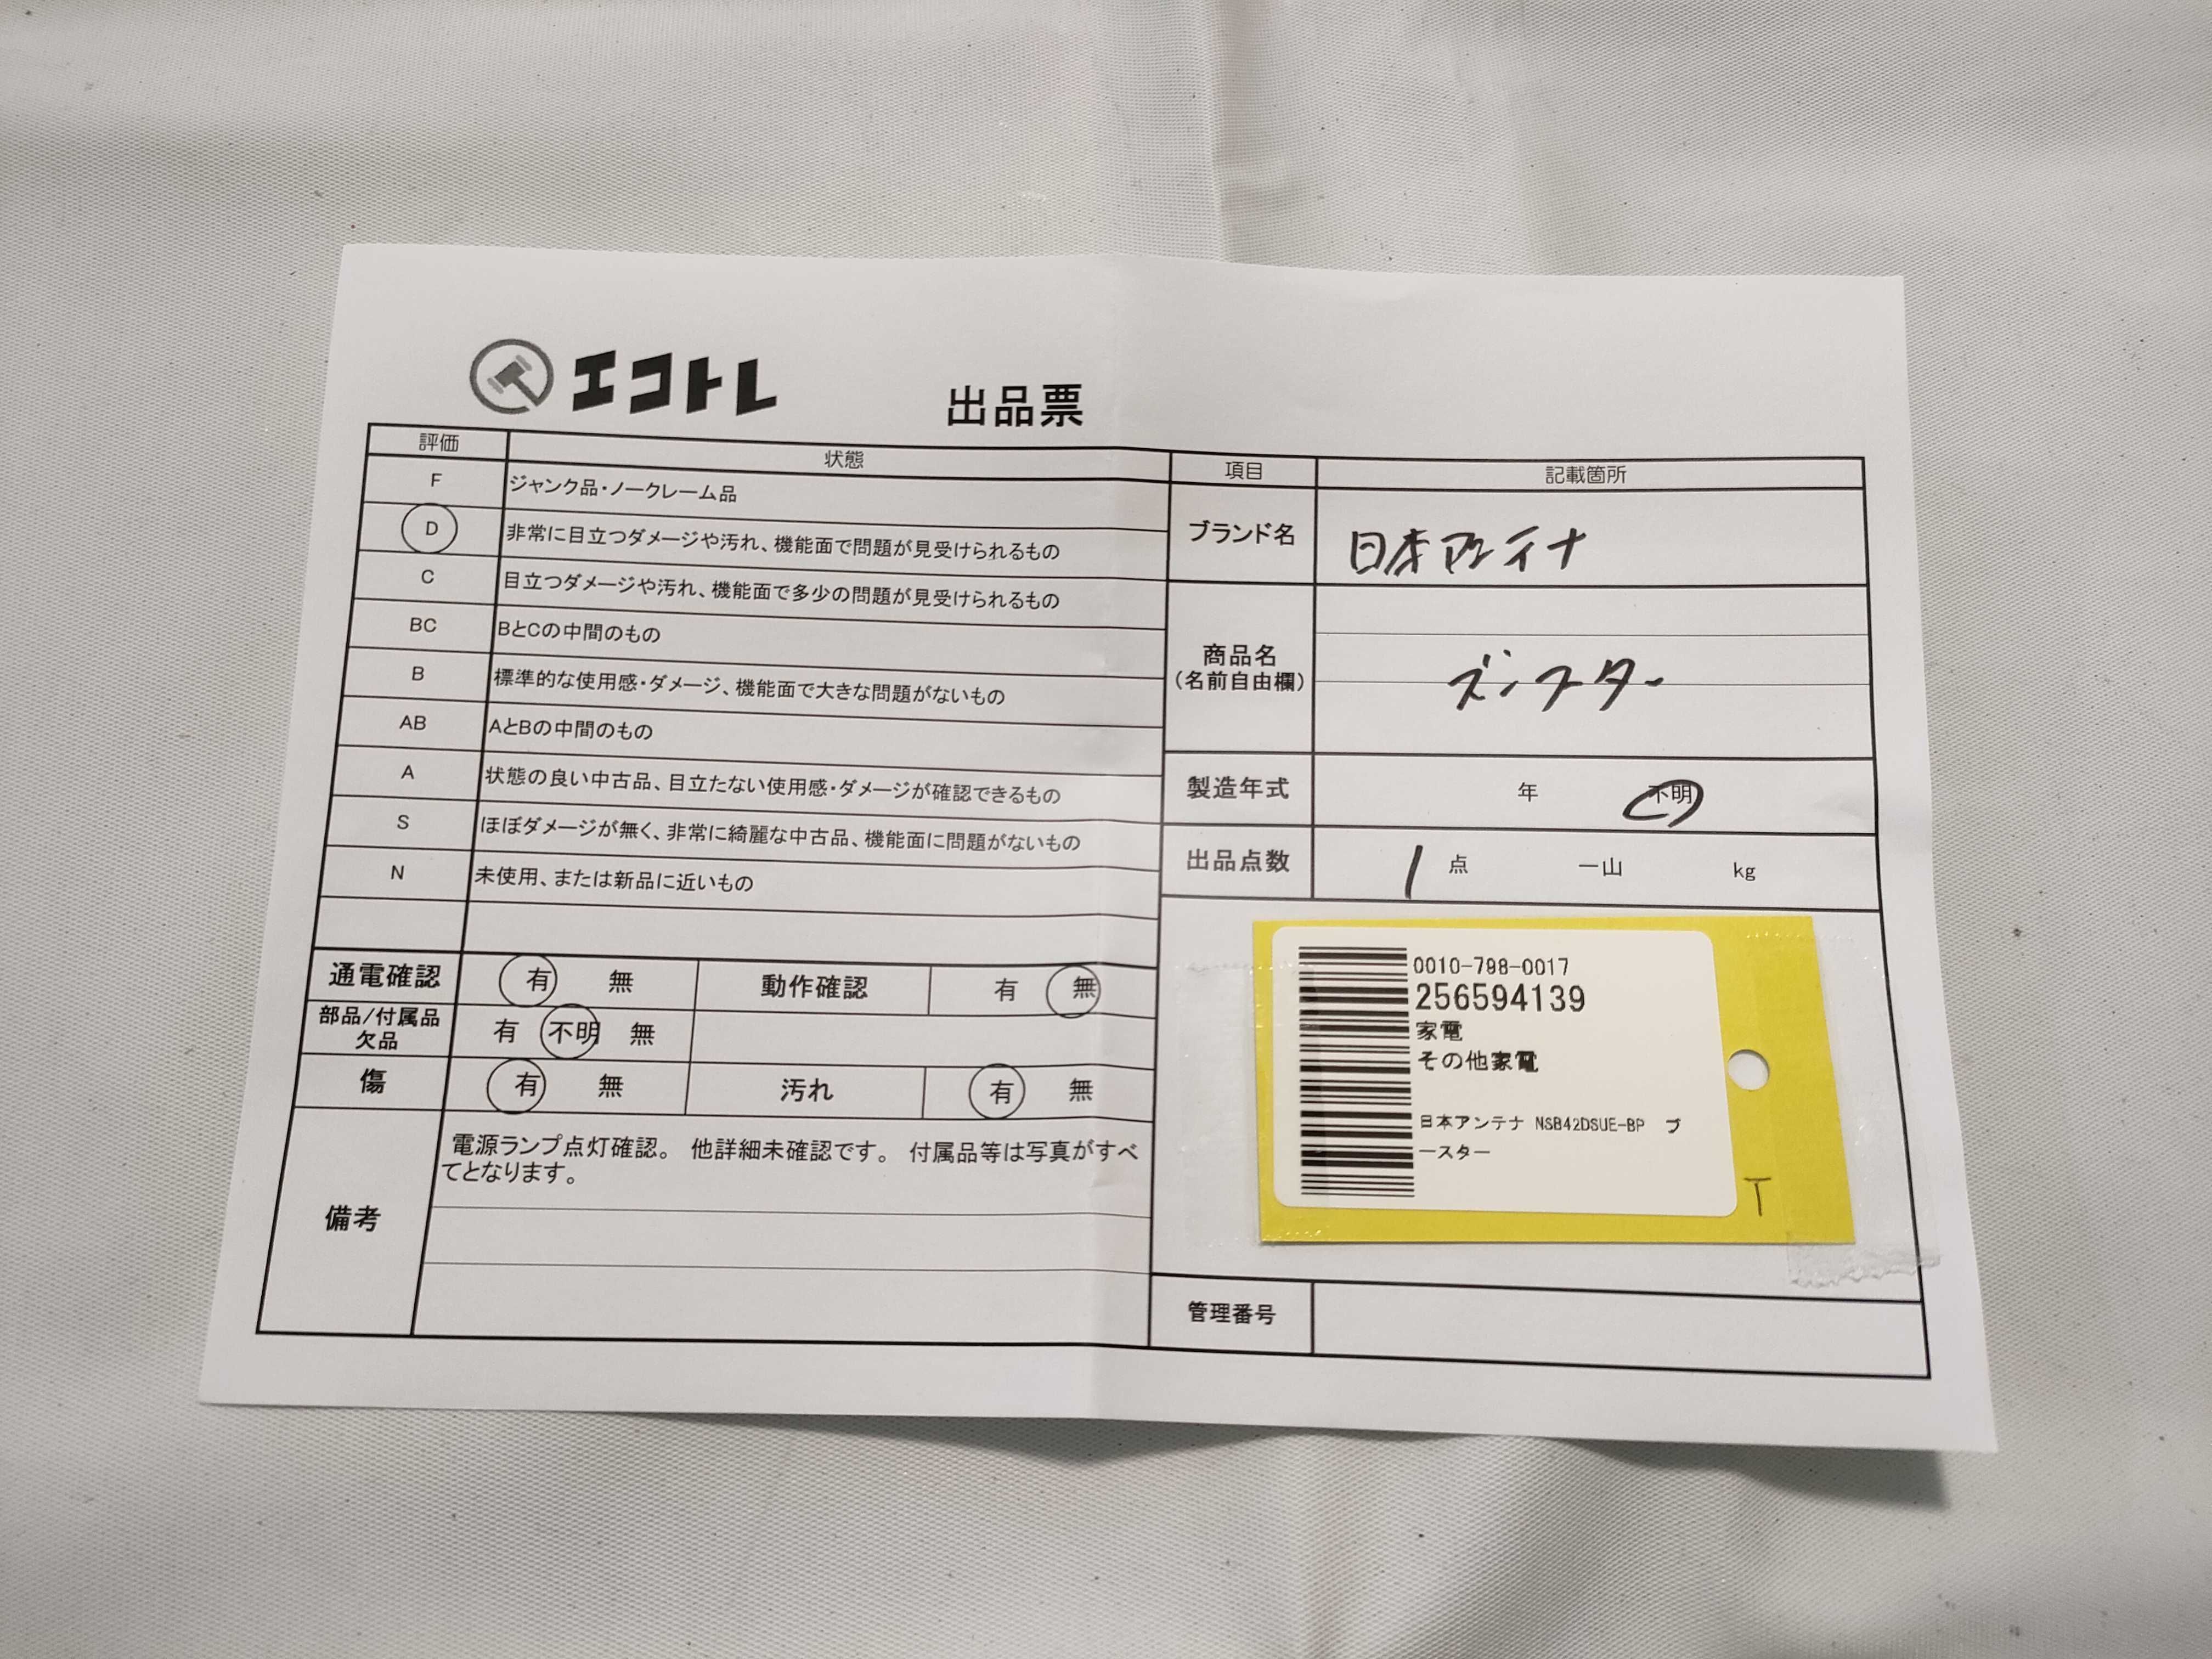 エコトレ
出品票
評価 状態
F ジャンク品・ノークレーム品
D 非常に目立つダメージや汚れ、機能面で問題が見受けられるもの
C 目立つダメージや汚れ、機能面で多少の問題が見受けられるもの
BC BとCの中間のもの
B 標準的な使用感・ダメージ、機能面で大きな問題がないもの
AB AとBの中間のもの
A 状態の良い中古品、目立たない使用感・ダメージが確認できるもの
S ほぼダメージが無く、非常に綺麗な中古品、機能面に問題がないもの
N 未使用、または新品に近いもの
通電確認 有 無 動作確認 有 無
部品/付属品
欠品 有 不明 無
傷 有 無 汚れ 有 無
備考
電源ランプ点灯確認。 他詳細未確認です。 付属品等は写真がすべ
てとなります。
項目 記載箇所
ブランド名 日本アンテナ
商品名
(名前自由欄)
ブースター
製造年式 年 不明
出品点数 1 点 一山 kg
0010-798-0017
256594139
家電
その他家電
日本アンテナ NSB42DSUE-BP ブ
ースター
T
管理番号